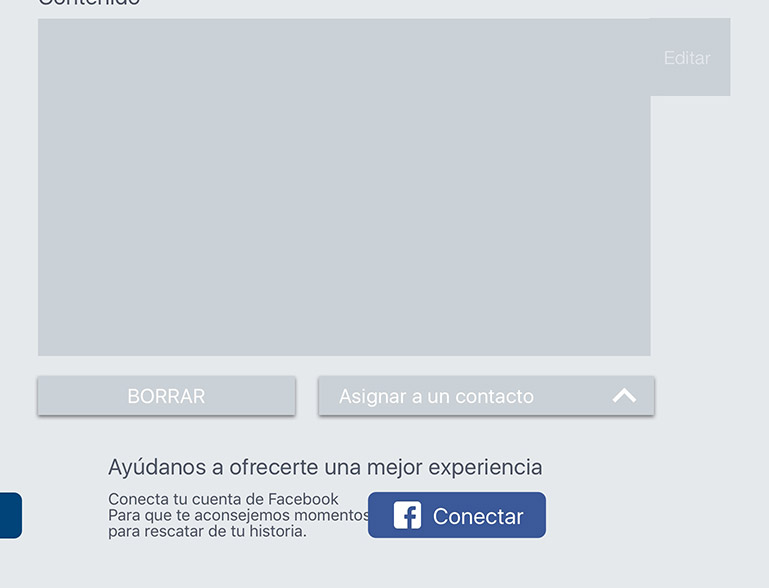 Contenido
Editar
BORRAR
Asignar a un contacto
Ayúdanos a ofrecerte una mejor experiencia
Conecta tu cuenta de Facebook
Para que te aconsejemos momentos
para rescatar de tu historia.
Conectar